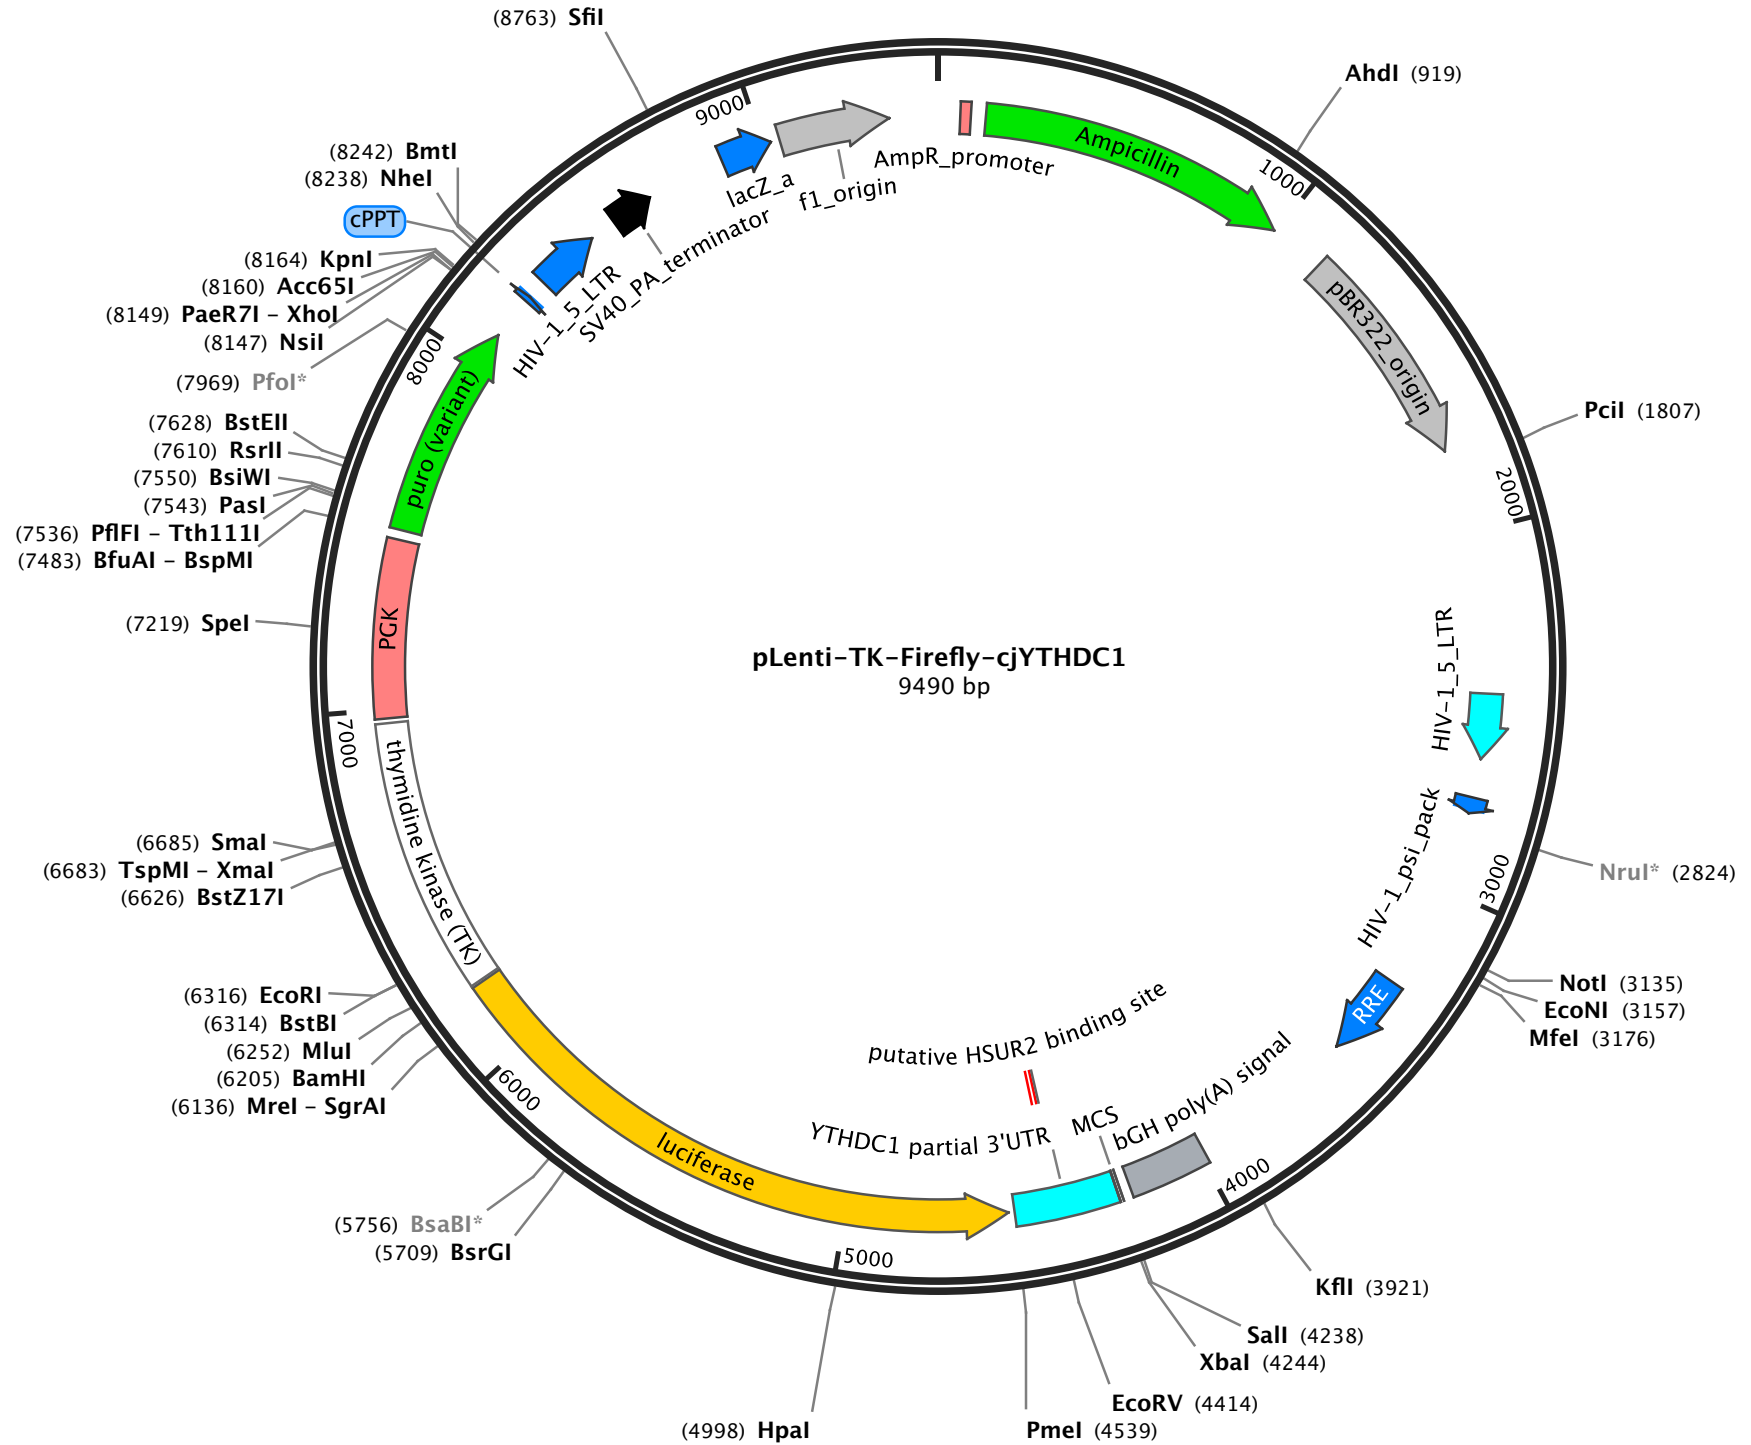 (8763) SfiI
AhdI (919)
9000
1000
(8242) BmtI
(8238) NheI
cPPT
(8164) KpnI
(8160) Acc65I
(8149) PaeR7I – XhoI
(8147) NsiI
(7969) PfoI*
(7628) BstEII
(7610) RsrII
(7550) BsiWI
(7543) PasI
(7536) PflFI – Tth111I
(7483) BfuAI – BspMI
(7219) SpeI
(6685) SmaI
(6683) TspMI – XmaI
(6626) BstZ17I
(6316) EcoRI
(6314) BstBI
(6252) MluI
(6205) BamHI
(6136) MreI – SgrAI
(5756) BsaBI*
(5709) BsrGI
(4998) HpaI
lacZ_a
f1_origin
AmpR_promoter
Ampicillin
pBR322_origin
PciI (1807)
2000
HIV-1_5_LTR
SV40_PA_terminator
8000
puro (variant)
PGK
7000
thymidine kinase (TK)
pLenti-TK-Firefly-cjYTHDC1
9490 bp
HIV-1_5_LTR
HIV-1_psi_pack
NruI* (2824)
3000
RRE
NotI (3135)
EcoNI (3157)
MfeI (3176)
putative HSUR2 binding site
YTHDC1 partial 3'UTR
MCS
bGH poly(A) signal
luciferase
6000
5000
4000
KflI (3921)
SalI (4238)
XbaI (4244)
EcoRV (4414)
PmeI (4539)